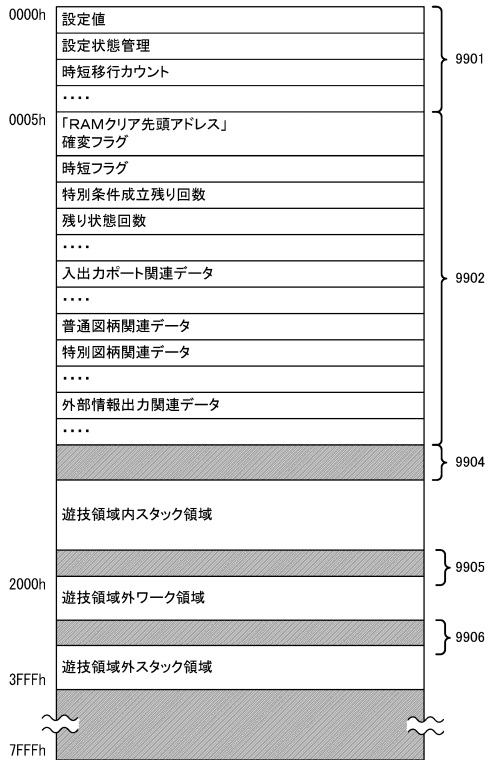 0000h
設定値
設定状態管理
時短移行カウント
････
9901
0005h
「RAMクリア先頭アドレス」
確変フラグ
時短フラグ
特別条件成立残り回数
残り状態回数
････
入出力ポート関連データ
････
普通図柄関連データ
特別図柄関連データ
････
外部情報出力関連データ
････
9902
9904
遊技領域内スタック領域
9905
2000h
遊技領域外ワーク領域
9906
遊技領域外スタック領域
3FFFh
7FFFh